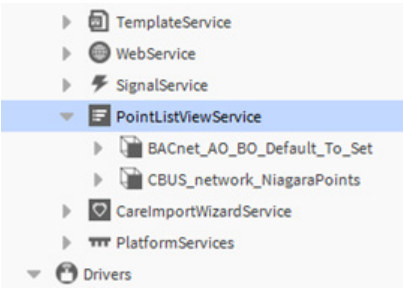 TemplateService
WebService
SignalService
PointListViewService
BACnet_AO_BO_Default_To_Set
CBUS_network_NiagaraPoints
CareImportWizardService
PlatformServices
Drivers